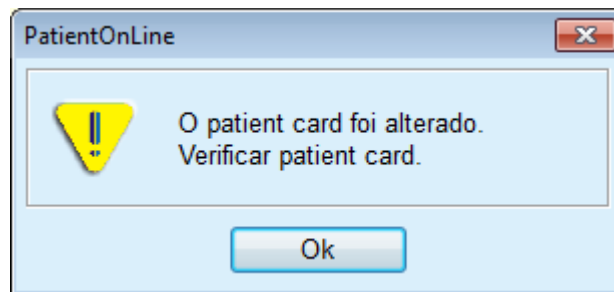 PatientOnLine
O patient card foi alterado.
Verificar patient card.
Ok